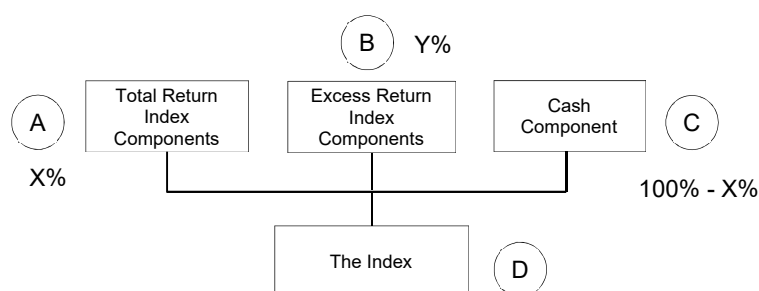 B
Y%
Total Return
Index
Components
Excess Return
Index
Components
Cash
Component
A
C
X%
100% - X%
The Index
D